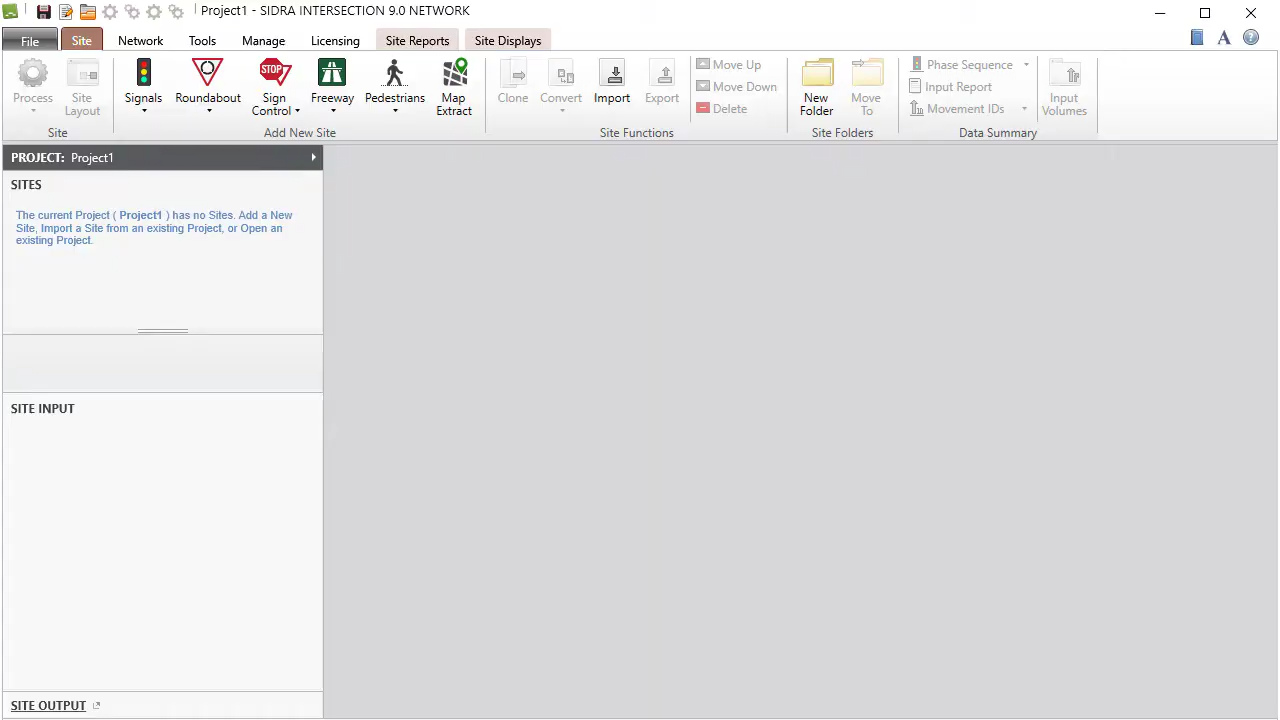 Project1 - SIDRA INTERSECTION 9.0 NETWORK
File Site Network Tools Manage Licensing Site Reports Site Displays
Process
Site
Layout
Signals
Roundabout
STOP
Sign
Control
Freeway
Pedestrians
Map
Extract
Clone
Convert
Import
Export
Move Up
Move Down
Delete
New
Folder
Move
To
Phase Sequence
Input Report
Movement IDs
Input
Volumes
Site Add New Site Site Functions Site Folders Data Summary
PROJECT: Project1
SITES
The current Project ( Project1 ) has no Sites. Add a New
Site, Import a Site from an existing Project, or Open an
existing Project.
SITE INPUT
SITE OUTPUT